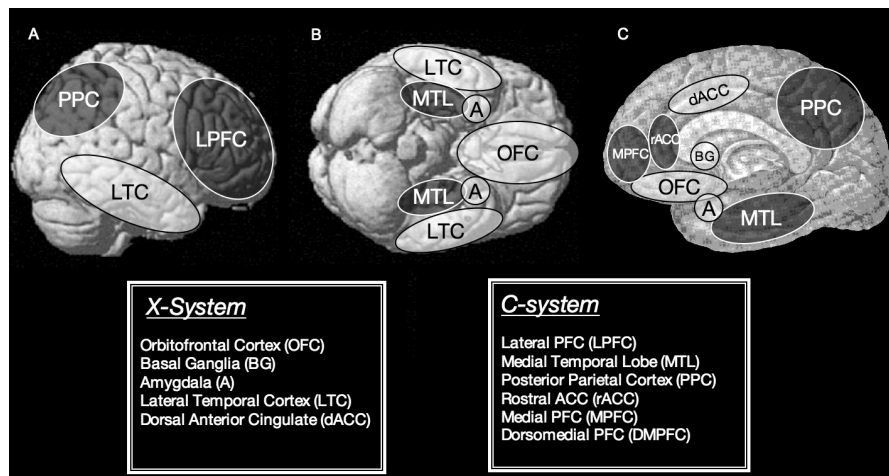 A
B
C
PPC
LPFC
LTC
LTC
MTL
A
OFC
MTL
A
LTC
dACC
PPC
MPFC
rACC
BG
OFC
A
MTL
X-System
Orbitofrontal Cortex (OFC)
Basal Ganglia (BG)
Amygdala (A)
Lateral Temporal Cortex (LTC)
Dorsal Anterior Cingulate (dACC)
C-system
Lateral PFC (LPFC)
Medial Temporal Lobe (MTL)
Posterior Parietal Cortex (PPC)
Rostral ACC (rACC)
Medial PFC (MPFC)
Dorsomedial PFC (DMPFC)